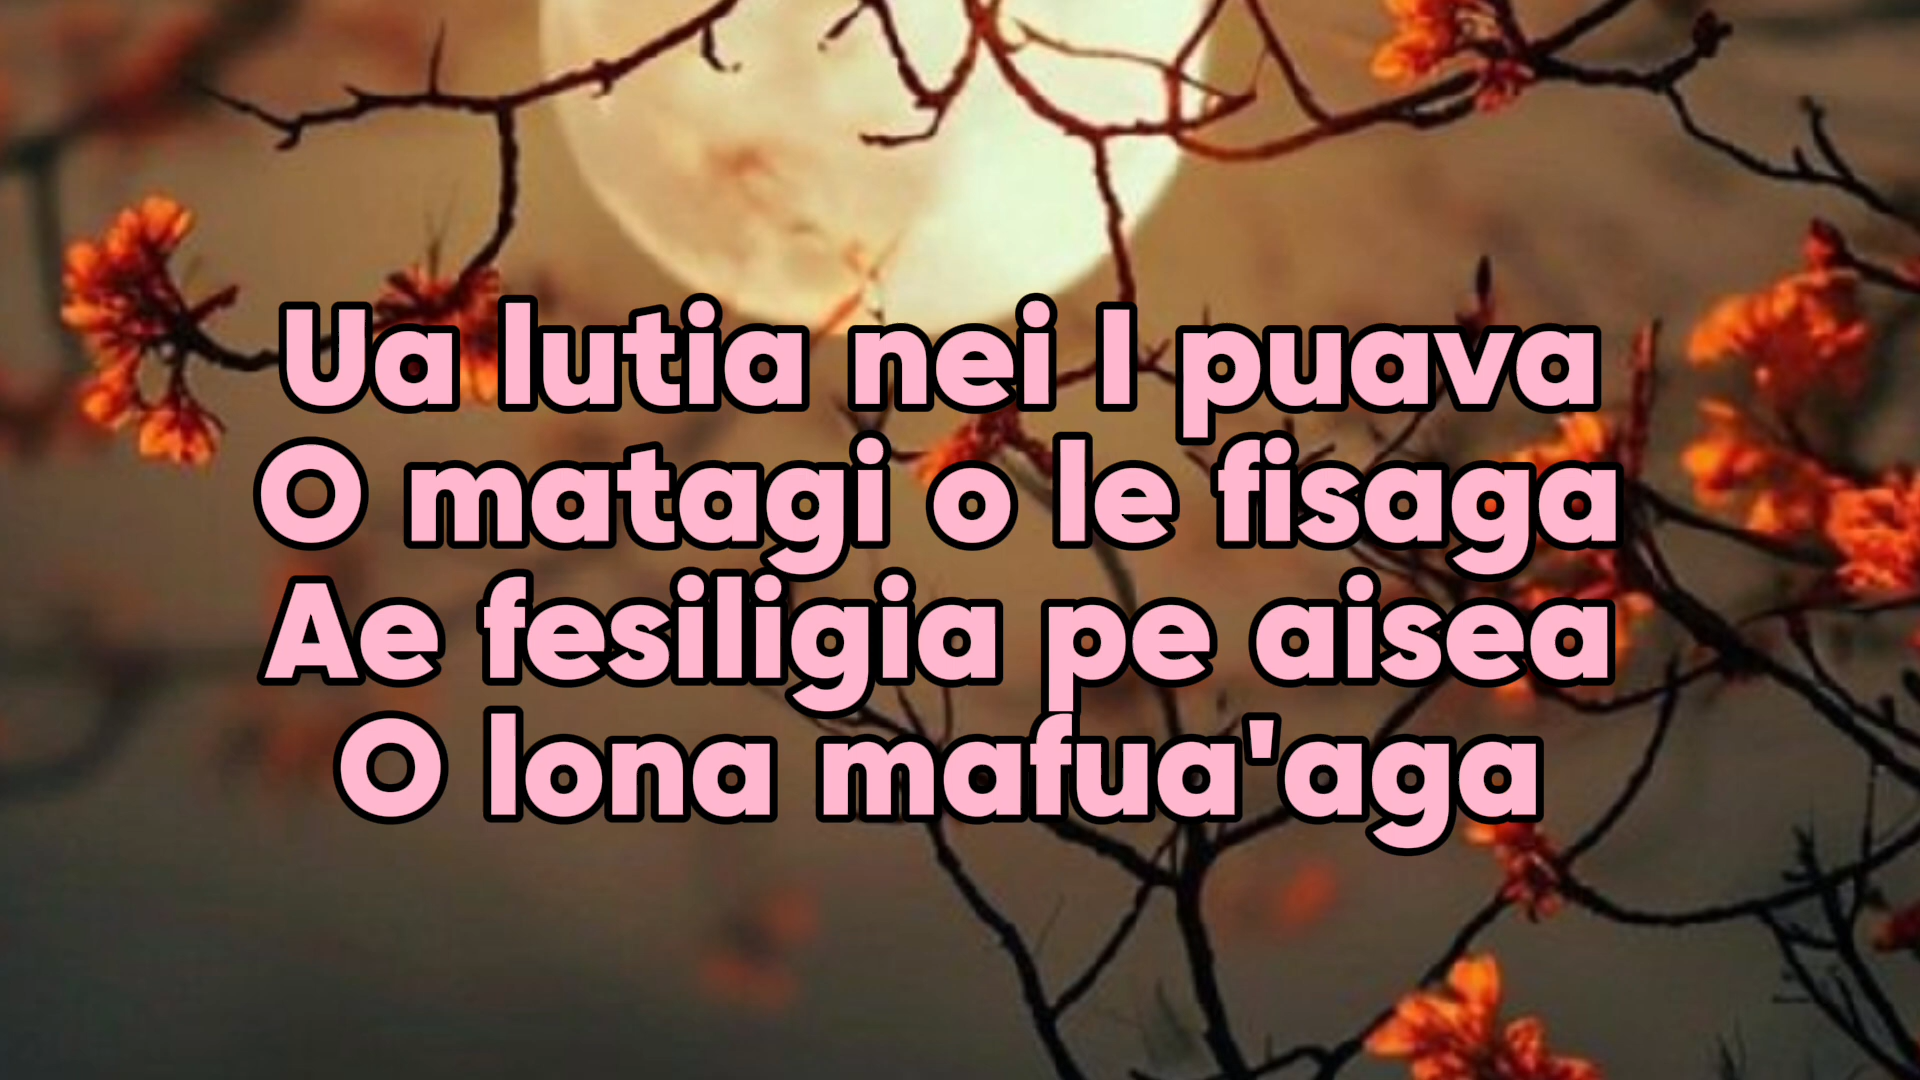 Ua lutia nei I puava
O matagi o le fisaga
Ae fesiligia pe aisea
O lona mafua'aga